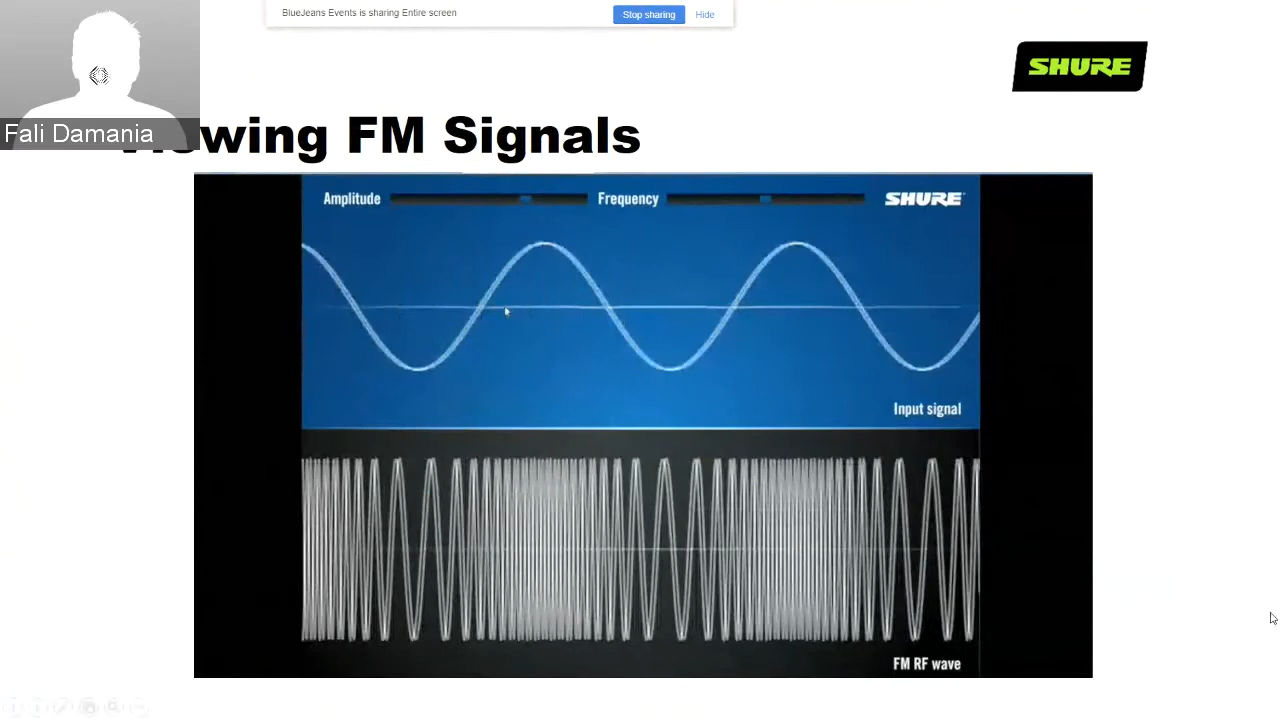 BlueJeans Events is sharing Entire screen
Stop sharing
Hide
SHURE
Fali Damania
wing FM Signals
Amplitude
Frequency
SHURE
Input signal
FM RF wave